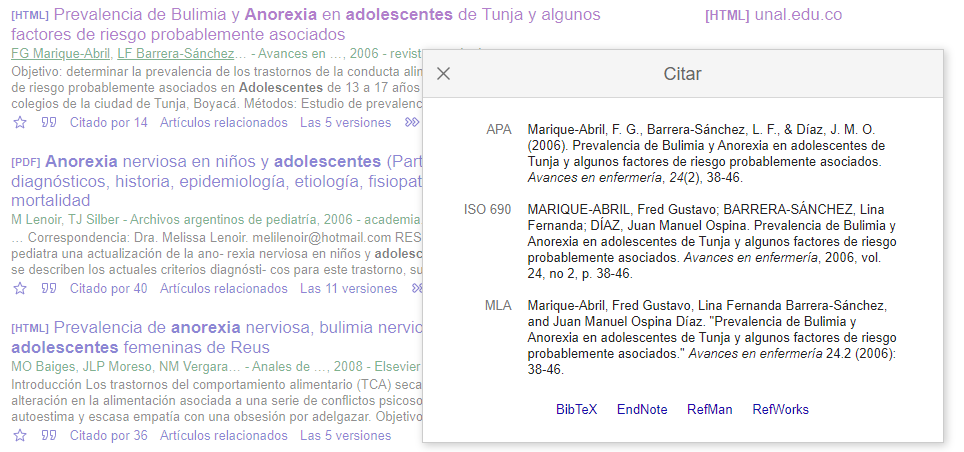 [HTML] Prevalencia de Bulimia y Anorexia en adolescentes de Tunja y algunos
factores de riesgo probablemente asociados
[HTML] unal.edu.co
FG Marique-Abril, LF Barrera-Sánchez… - Avances en …, 2006 -
Objetivo: determinar la prevalencia de los trastornos de la conducta
de riesgo probablemente asociados en Adolescentes de 13 a 17 años
colegios de la ciudad de Tunja, Boyacá. Métodos: Estudio de
Citado por 14 Artículos relacionados Las 5 versiones
[PDF] Anorexia nerviosa en niños y adolescentes
diagnósticos, historia, epidemiología, etiología,
mortalidad
M Lenoir, TJ Silber - Archivos argentinos de pediatría, 2006 -
… Correspondencia: Dra. Melissa Lenoir. melilenoir@hotmail.com
pediatra una actualización de la ano- rexia nerviosa en niños y
se describen los actuales criterios diagnósti- cos para este trastorno,
Citado por 40 Artículos relacionados Las 11 versiones
[HTML] Prevalencia de anorexia nerviosa, bulimia
adolescentes femeninas de Reus
MO Baiges, JLP Moreso, NM Vergara… - Anales de …, 2008 - Elsevier
Introducción Los trastornos del comportamiento alimentario (TCA)
alteración en la alimentación asociada a una serie de conflictos
autoestima y escasa empatía con una obsesión por adelgazar.
Citado por 36 Artículos relacionados Las 5 versiones
Citar
APA Marique-Abril, F. G., Barrera-Sánchez, L. F., & Díaz, J. M. O.
(2006). Prevalencia de Bulimia y Anorexia en adolescentes de
Tunja y algunos factores de riesgo probablemente asociados.
Avances en enfermería, 24(2), 38-46.
ISO 690 MARIQUE-ABRIL, Fred Gustavo; BARRERA-SÁNCHEZ, Lina
Fernanda; DÍAZ, Juan Manuel Ospina. Prevalencia de Bulimia y
Anorexia en adolescentes de Tunja y algunos factores de riesgo
probablemente asociados. Avances en enfermería, 2006, vol.
24, no 2, p. 38-46.
MLA Marique-Abril, Fred Gustavo, Lina Fernanda Barrera-Sánchez,
and Juan Manuel Ospina Díaz. "Prevalencia de Bulimia y
Anorexia en adolescentes de Tunja y algunos factores de riesgo
probablemente asociados." Avances en enfermería 24.2 (2006):
38-46.
BibTeX EndNote RefMan RefWorks